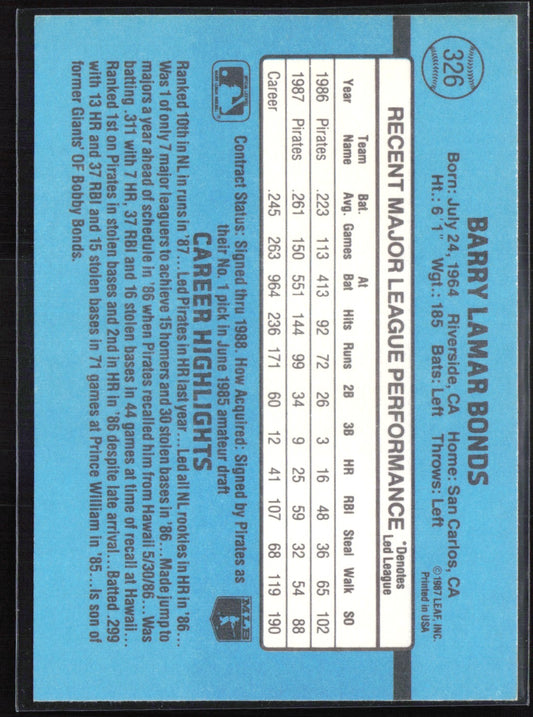 326
BARRY LAMAR BONDS
Born: July 24, 1964 Riverside, CA Home: San Carlos, CA
Ht.: 6'1" Wgt.: 185 Bats: Left Throws: Left
©1987 LEAF, INC.
Printed in USA
RECENT MAJOR LEAGUE PERFORMANCE *Denotes Led League
Year Team Name Bat. Avg. Games At Bat Hits Runs 2B 3B HR RBI Steal Walk SO
1986 Pirates .223 113 413 92 72 26 3 16 48 36 65 102
1987 Pirates .261 150 551 144 99 34 9 25 59 32 54 88
Career .245 263 964 236 171 60 12 41 107 68 119 190
Contract Status: Signed thru 1988. How Acquired: Signed by Pirates as
their No. 1 pick in June 1985 amateur draft
MLB
CAREER HIGHLIGHTS
Ranked 10th in NL in runs in '87... Led Pirates in HR last year... Led all NL rookies in HR in '86...
Was 1 of only 7 major leaguers to achieve 15 homers and 30 stolen bases in '86... Made jump to
majors a year ahead of schedule in '86 when Pirates recalled him from Hawaii 5/30/86... Was
batting .311 with 7 HR, 37 RBI and 16 stolen bases in 44 games at time of recall at Hawaii...
Ranked 1st on Pirates in stolen bases and 2nd in HR in '86 despite late arrival... Batted .299
with 13 HR and 37 RBI and 15 stolen bases in 71 games at Prince William in '85... Is son of
former Giants' OF Bobby Bonds.